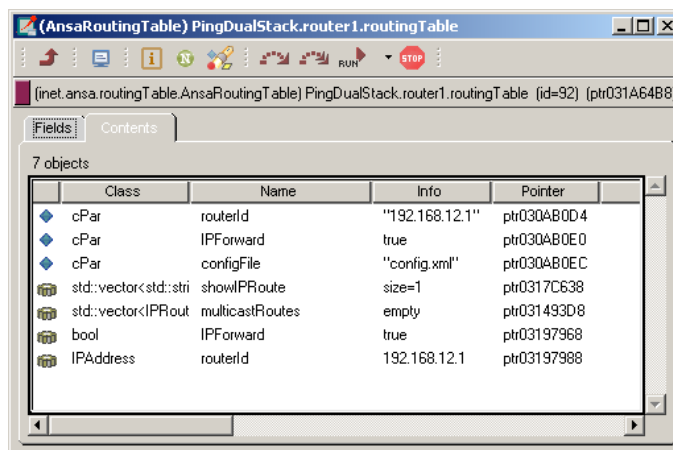 (AnsaRoutingTable) PingDualStack.router1.routingTable
RUN STOP
(inet.ansa.routingTable.AnsaRoutingTable) PingDualStack.router1.routingTable (id=92) (ptr031A64B8
Fields Contents
7 objects
Class Name Info Pointer
cPar routerId "192.168.12.1" ptr030AB0D4
cPar IPForward true ptr030AB0E0
cPar configFile "config.xml" ptr030AB0EC
std::vector<std::stri showIPRoute size=1 ptr0317C638
std::vector<IPRout multicastRoutes empty ptr031493D8
bool IPForward true ptr03197968
IPAddress routerId 192.168.12.1 ptr03197988